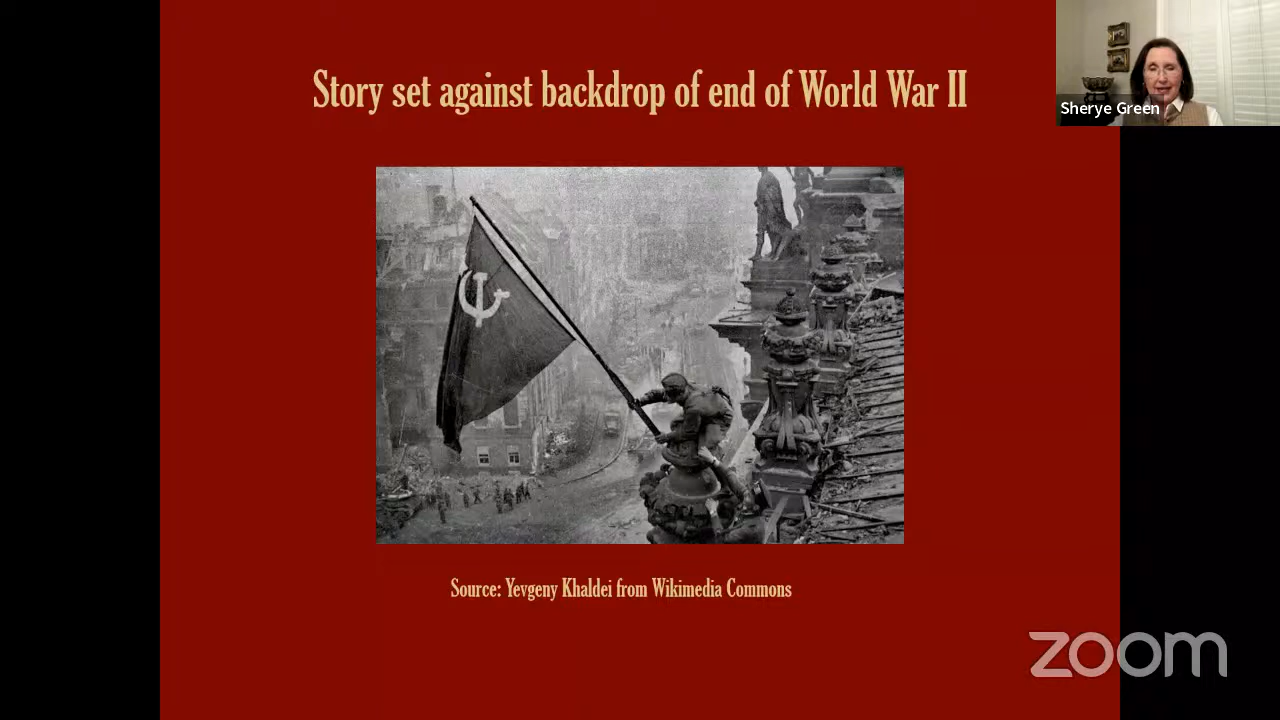 Story set against backdrop of end of World War II
Sherye Green
Source: Yevgeny Khaldei from Wikimedia Commons
zoom